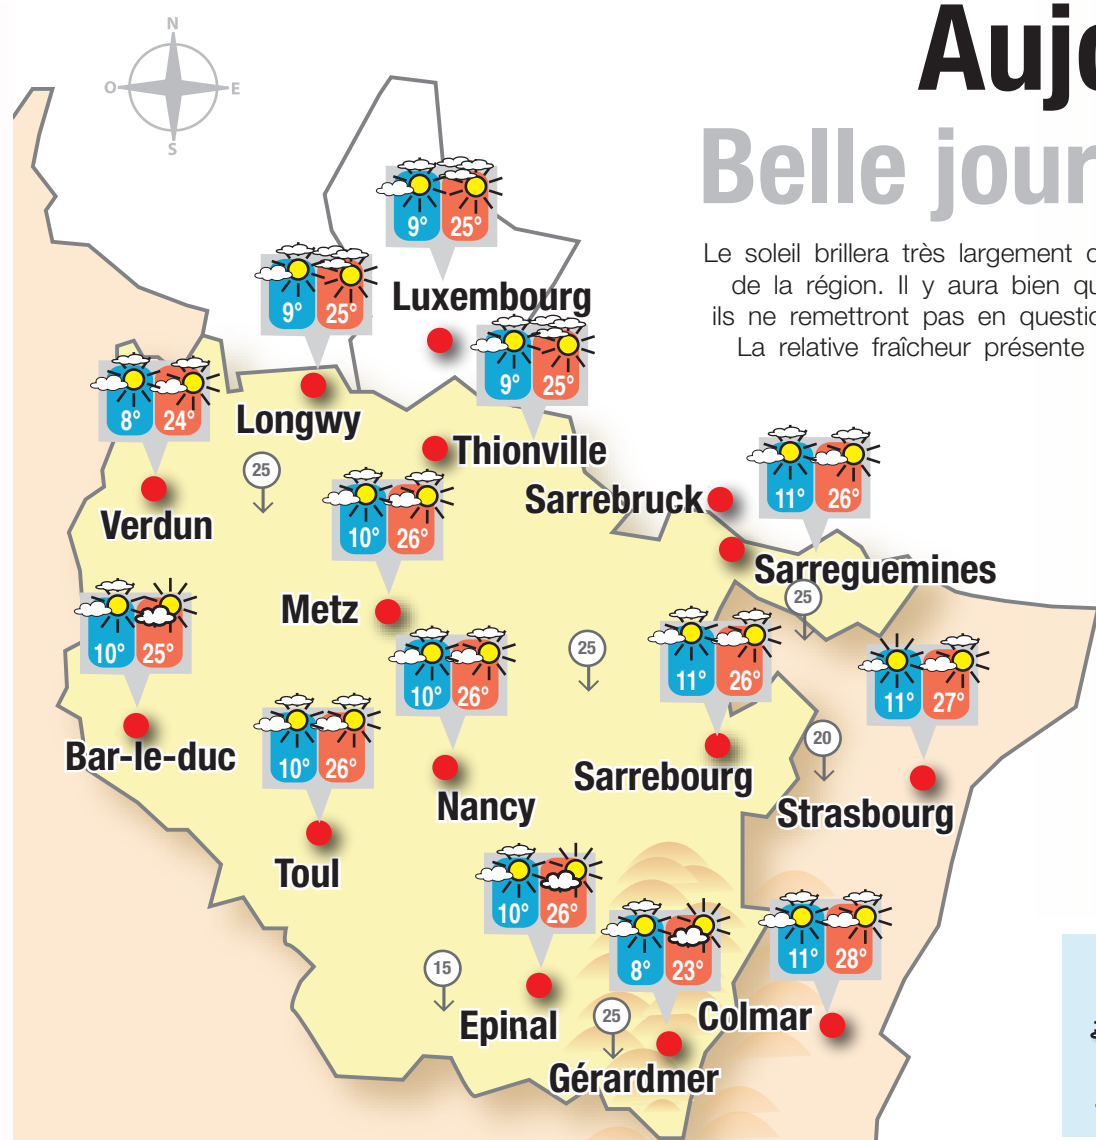 Aujo
Belle jour
Le soleil brillera très largement
de la région. Il y aura bien
ils ne remettront pas en
La relative fraîcheur présente
N
O
E
S
9° 25°
Luxembourg
9° 25°
Longwy
9° 25°
Thionville
8° 24°
Verdun
25
10° 26°
Metz
Sarrebruck
11° 26°
Sarreguemines
25
10° 25°
Bar-le-duc
10° 26°
Nancy
25
11° 26°
Sarrebourg
11° 27°
Strasbourg
20
10° 26°
Toul
10° 26°
Epinal
15
8° 23°
Gérardmer
25
11° 28°
Colmar